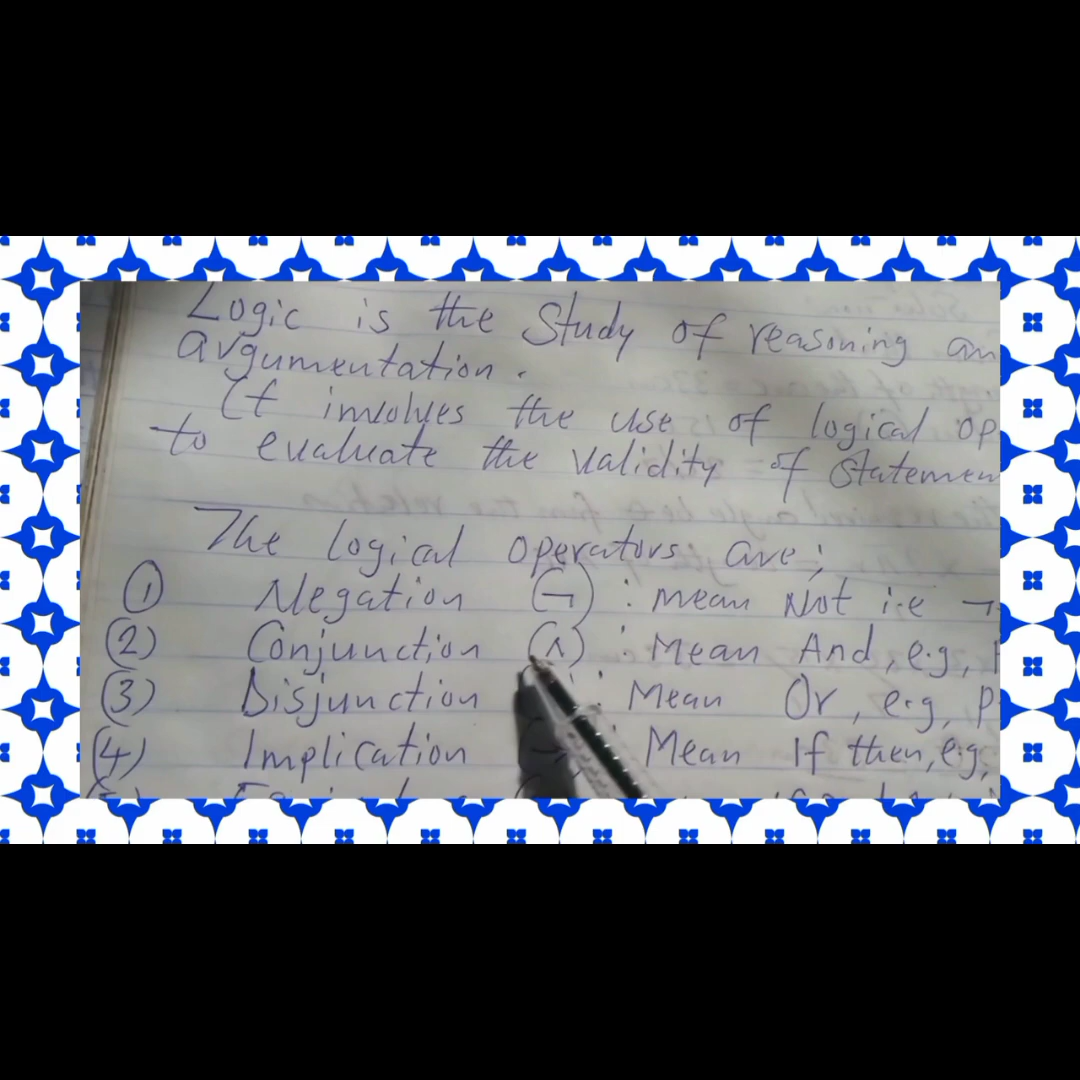 Logic is the Study of reasoning an
argumentation.
It involves the use of logical op
to evaluate the validity of Statemen
The logical operators are;
① Negation (¬) : mean Not i.e ¬
(2) Conjunction (∧) : Mean And, e.g,
(3) Disjunction : Mean Or, e.g, P
(4) Implication Mean If then, e.g,